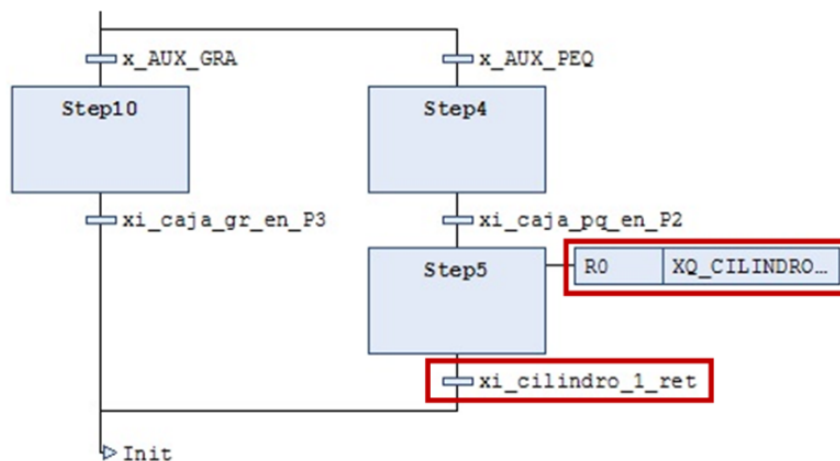 x_AUX_GRA
x_AUX_PEQ
Step10
Step4
xi_caja_gr_en_P3
xi_caja_pq_en_P2
Step5
R0 XQ_CILINDRO…
xi_cilindro_1_ret
Init